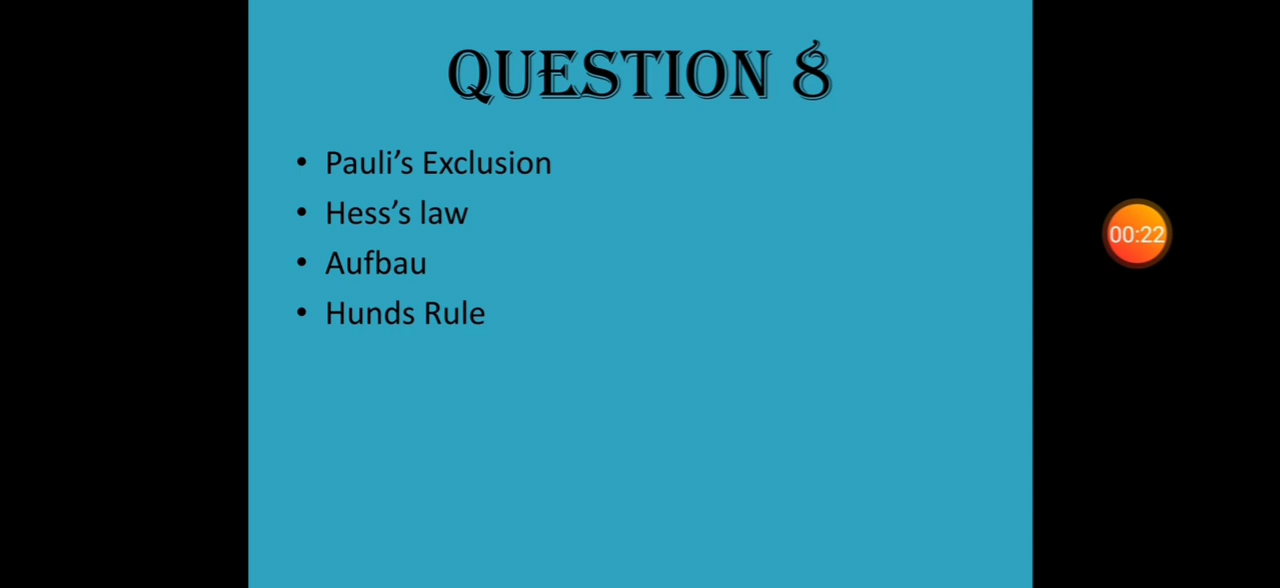 QUESTION 8
• Pauli’s Exclusion
• Hess’s law
• Aufbau
• Hunds Rule
00:22